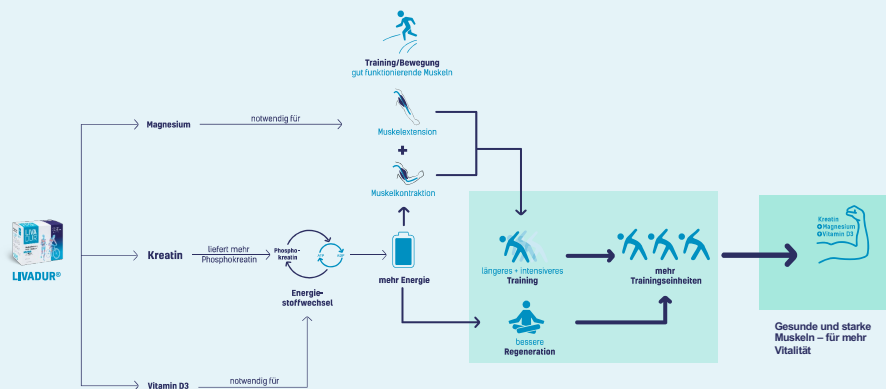 Training/Bewegung
gut funktionierende Muskeln
Magnesium
notwendig für
Muskelextension
+
Muskelkontraktion
LIVADUR®
Kreatin
liefert mehr
Phosphokreatin
Phospho-
kreatin
Energie-
stoffwechsel
mehr Energie
Vitamin D3
notwendig für
längeres + intensiveres
Training
bessere
Regeneration
mehr
Trainingseinheiten
Kreatin
+Magnesium
+Vitamin D3
Gesunde und starke
Muskeln – für mehr
Vitalität